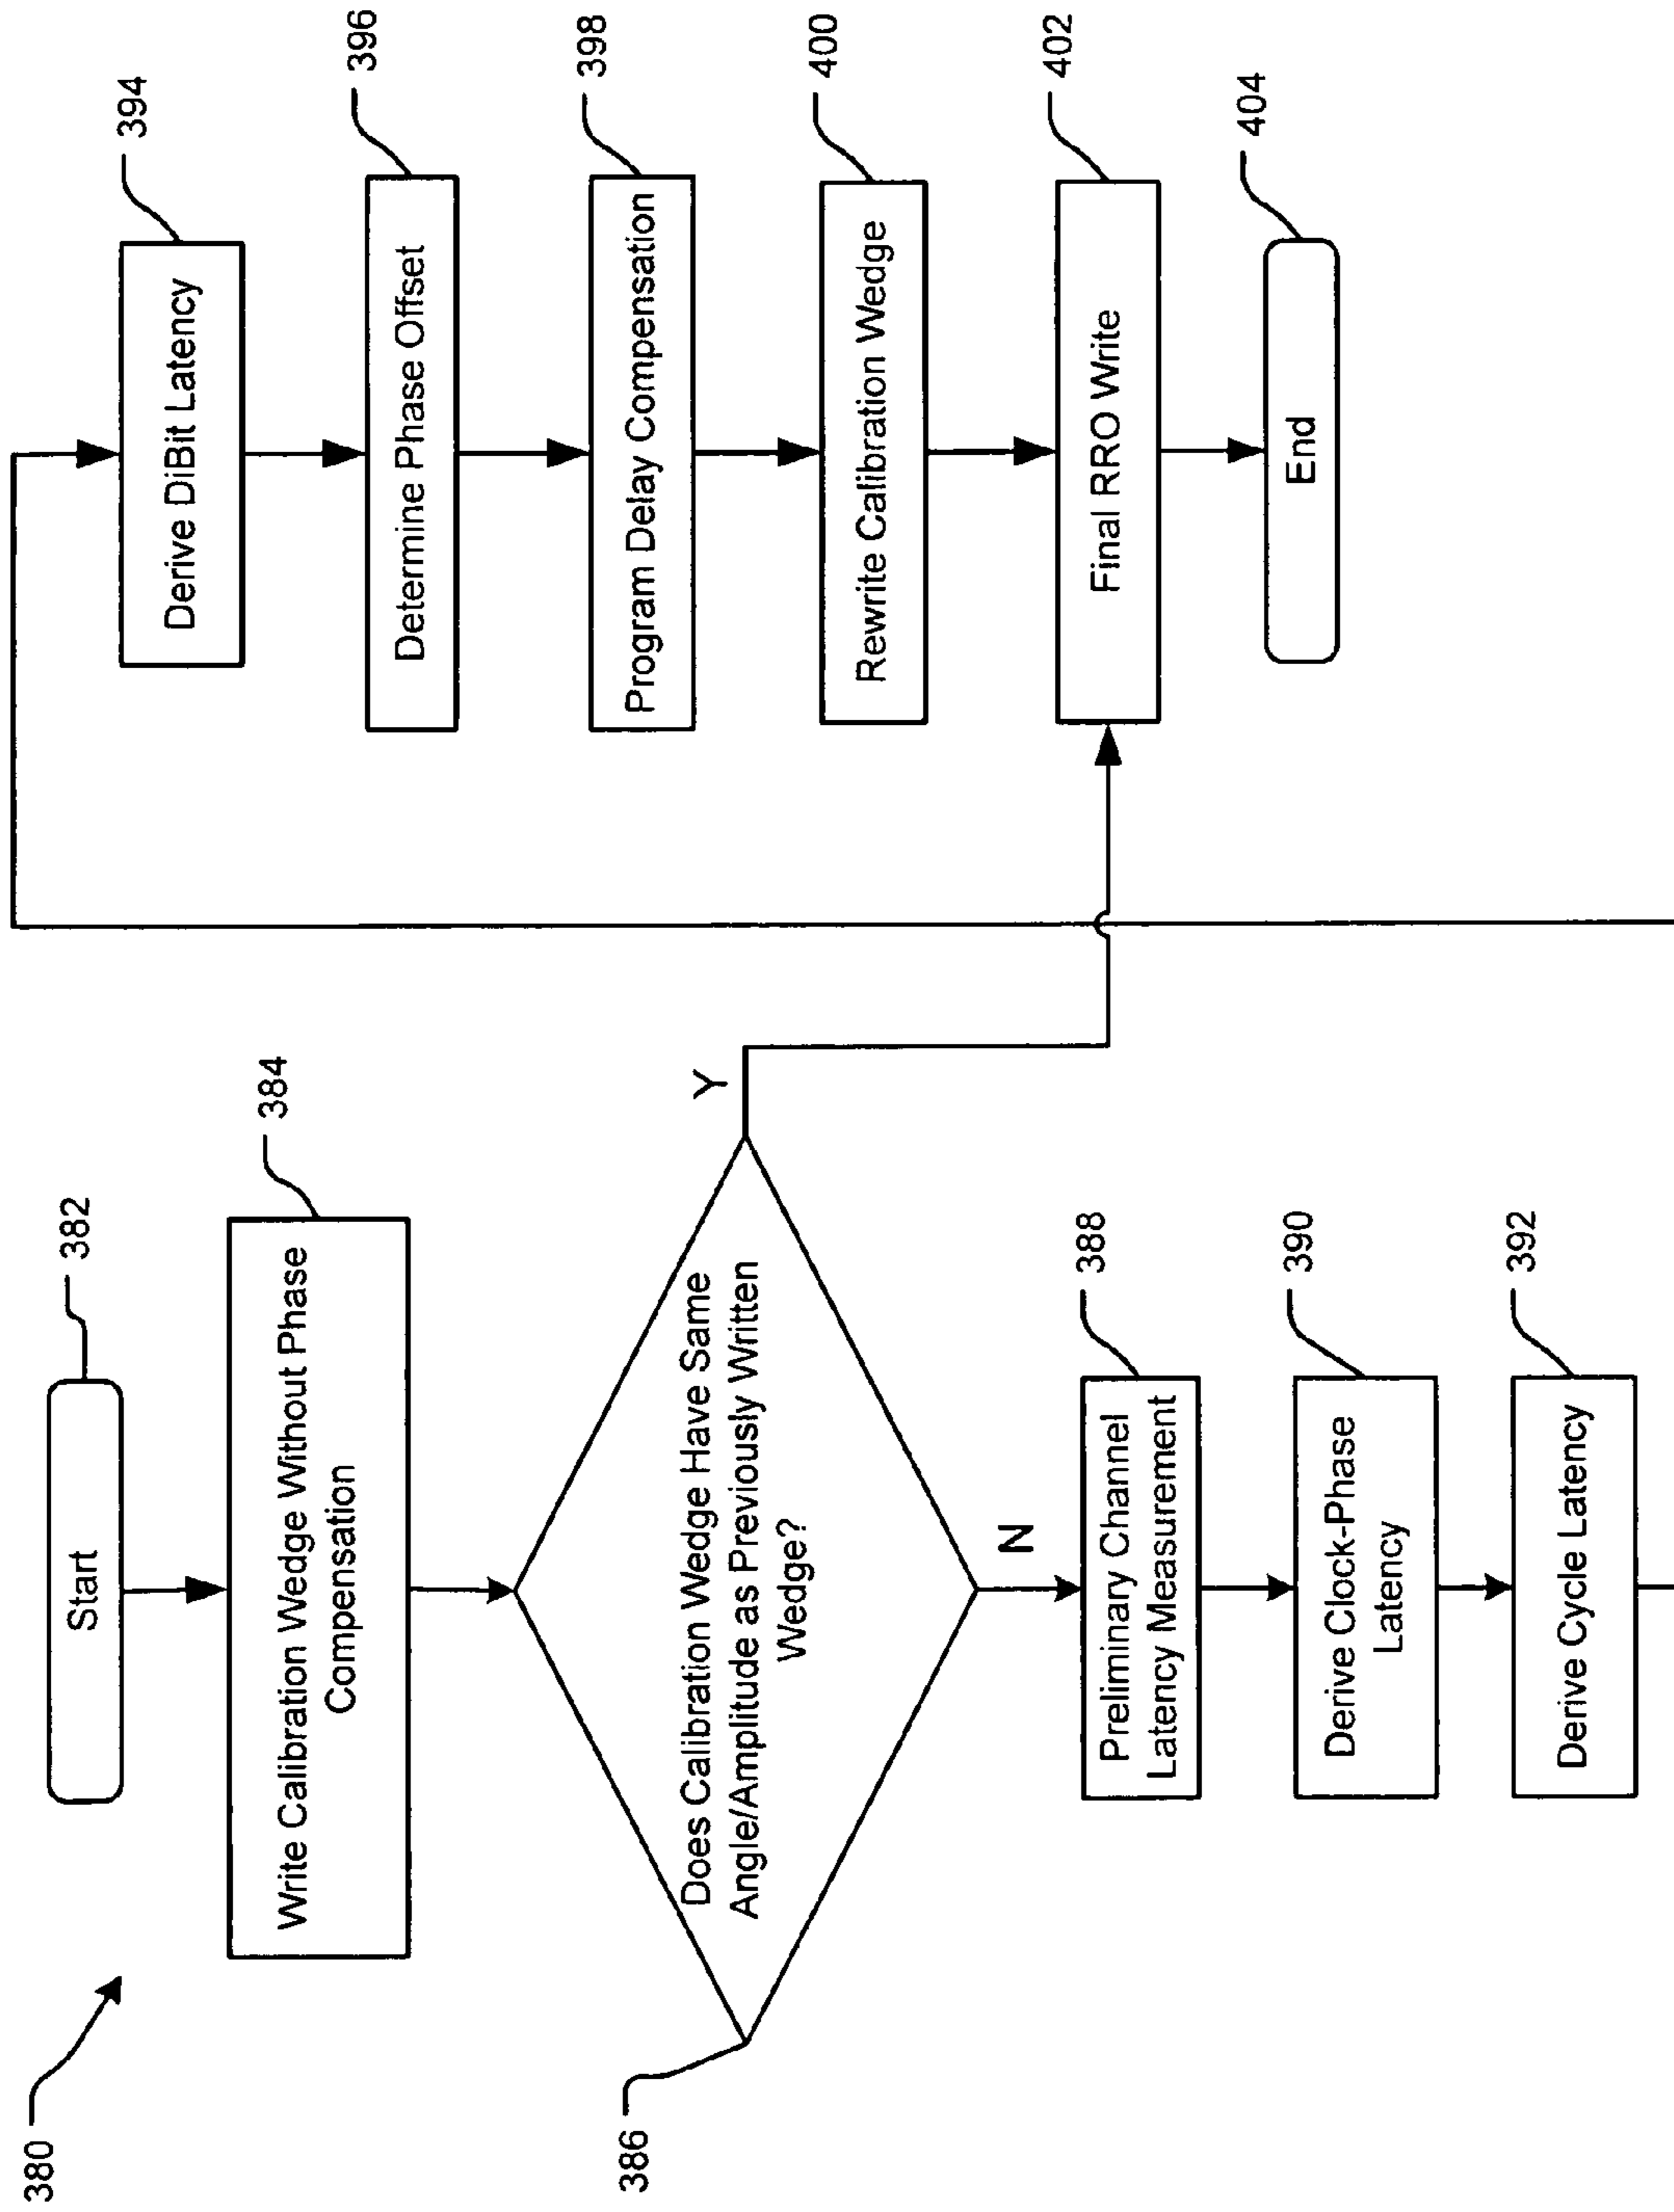 380
Start
382
Write Calibration Wedge Without Phase
Compensation
384
Does Calibration Wedge Have Same
Angle/Amplitude as Previously Written
Wedge?
386
Y
N
Preliminary Channel
Latency Measurement
388
Derive Clock-Phase
Latency
390
Derive Cycle Latency
392
Derive DiBit Latency
394
Determine Phase Offset
396
Program Delay Compensation
398
Rewrite Calibration Wedge
400
Final RRO Write
402
End
404